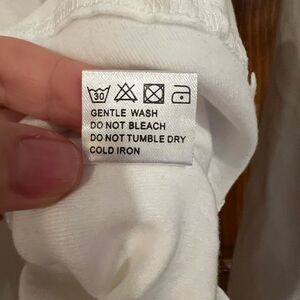 30
GENTLE WASH
DO NOT BLEACH
DO NOT TUMBLE DRY
COLD IRON